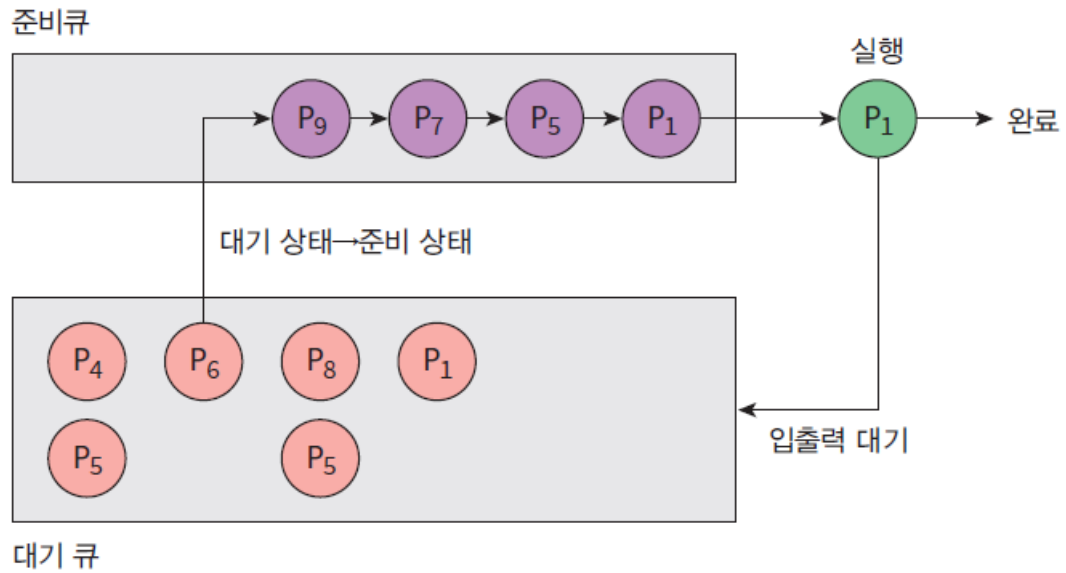 준비큐
실행
P9 P7 P5 P1 P1 완료
대기 상태→준비 상태
P4 P6 P8 P1
입출력 대기
P5 P5
대기 큐